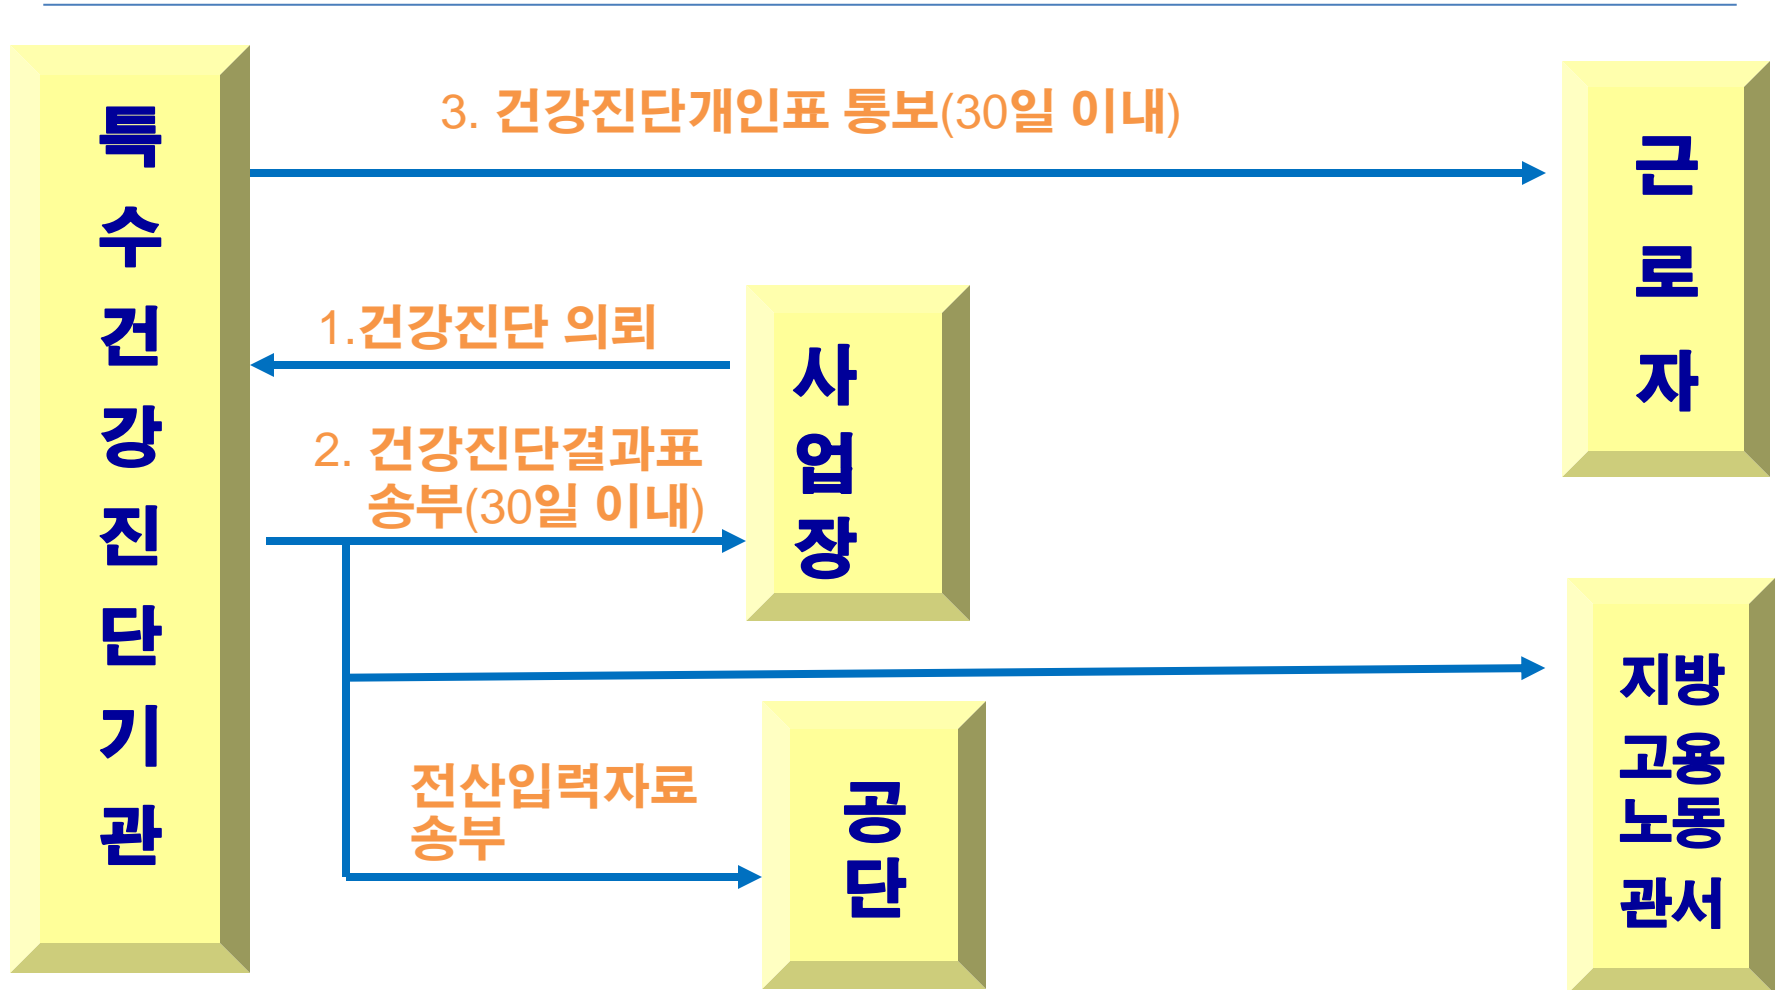 특
수
건
강
진
단
기
관
3. 건강진단개인표 통보(30일 이내)
근
로
자
1.건강진단 의뢰
2. 건강진단결과표
송부(30일 이내)
사
업
장
전산입력자료
송부
공
단
지방
고용
노동
관서